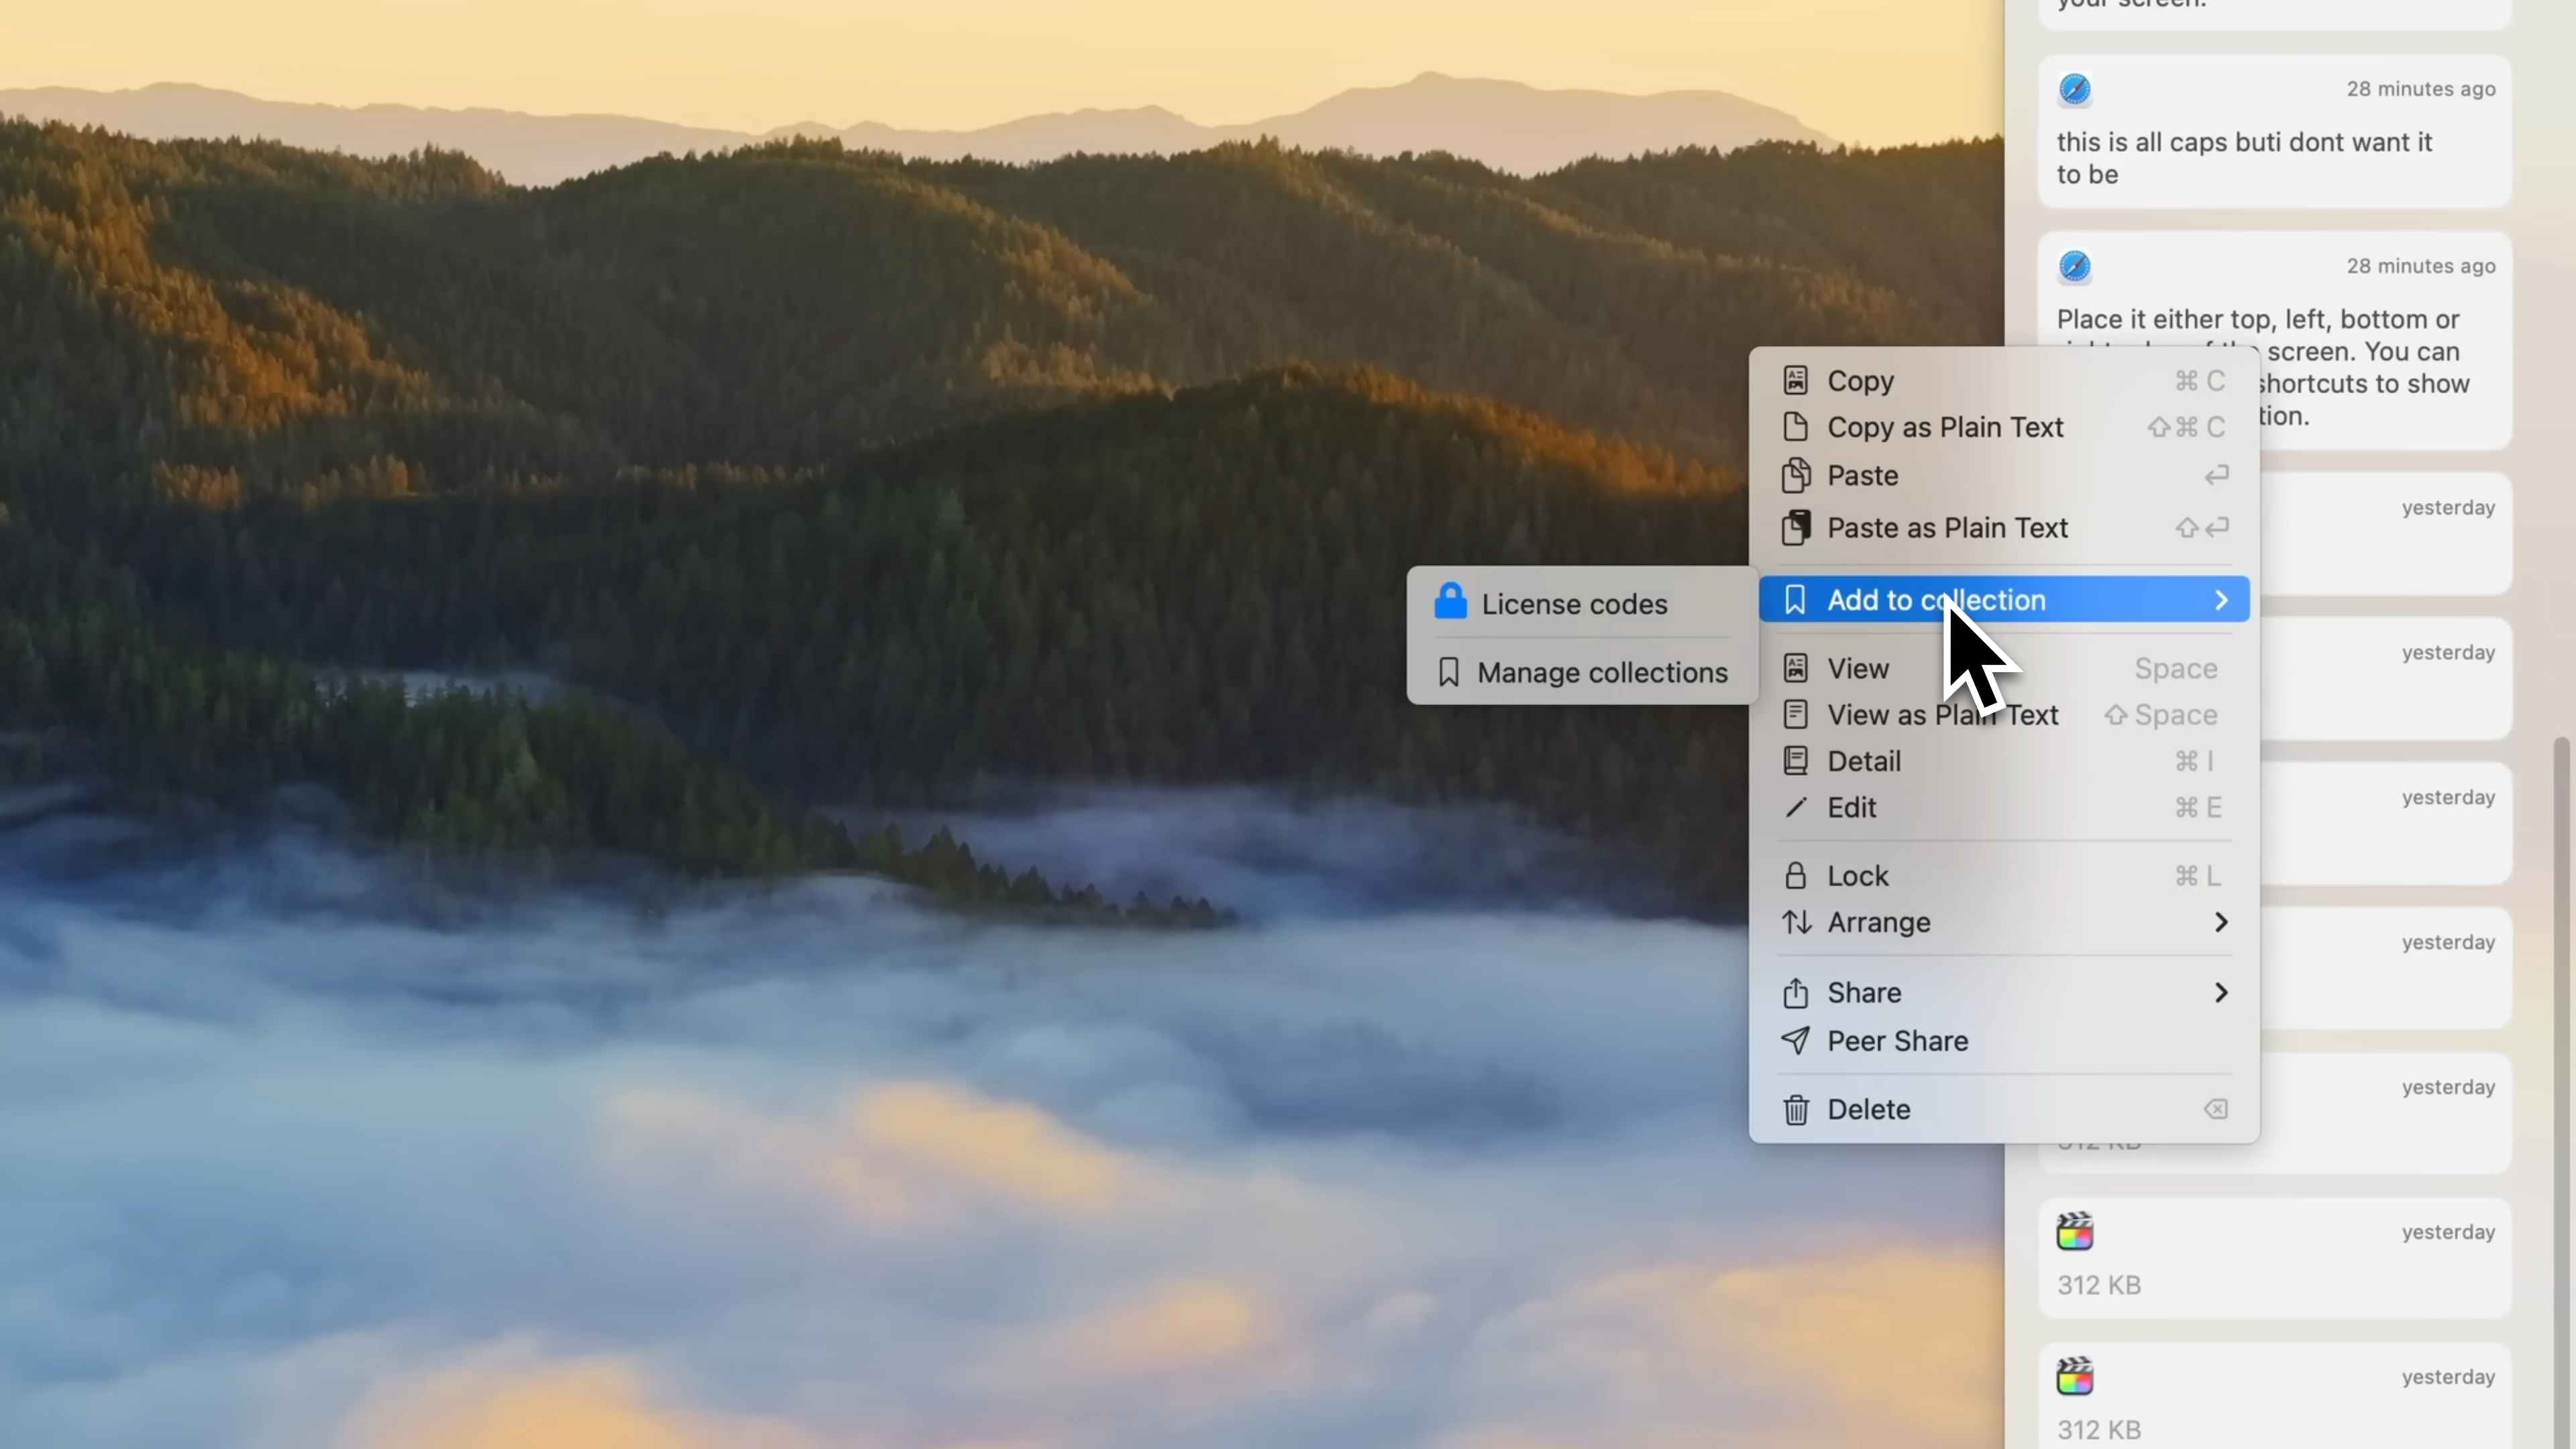 your screen.
28 minutes ago
this is all caps buti dont want it
to be
28 minutes ago
Place it either top, left, bottom or
screen. You can
shortcuts to show
tion.
Copy ⌘ C
Copy as Plain Text ⇧⌘ C
Paste ↩
Paste as Plain Text ⇧↩
Add to collection
License codes
Manage collections
View Space
View as Plain Text ⇧ Space
Detail ⌘ I
Edit ⌘ E
Lock ⌘ L
Arrange
Share
Peer Share
Delete ⌫
yesterday
yesterday
yesterday
yesterday
yesterday
312 KB
yesterday
312 KB
yesterday
312 KB